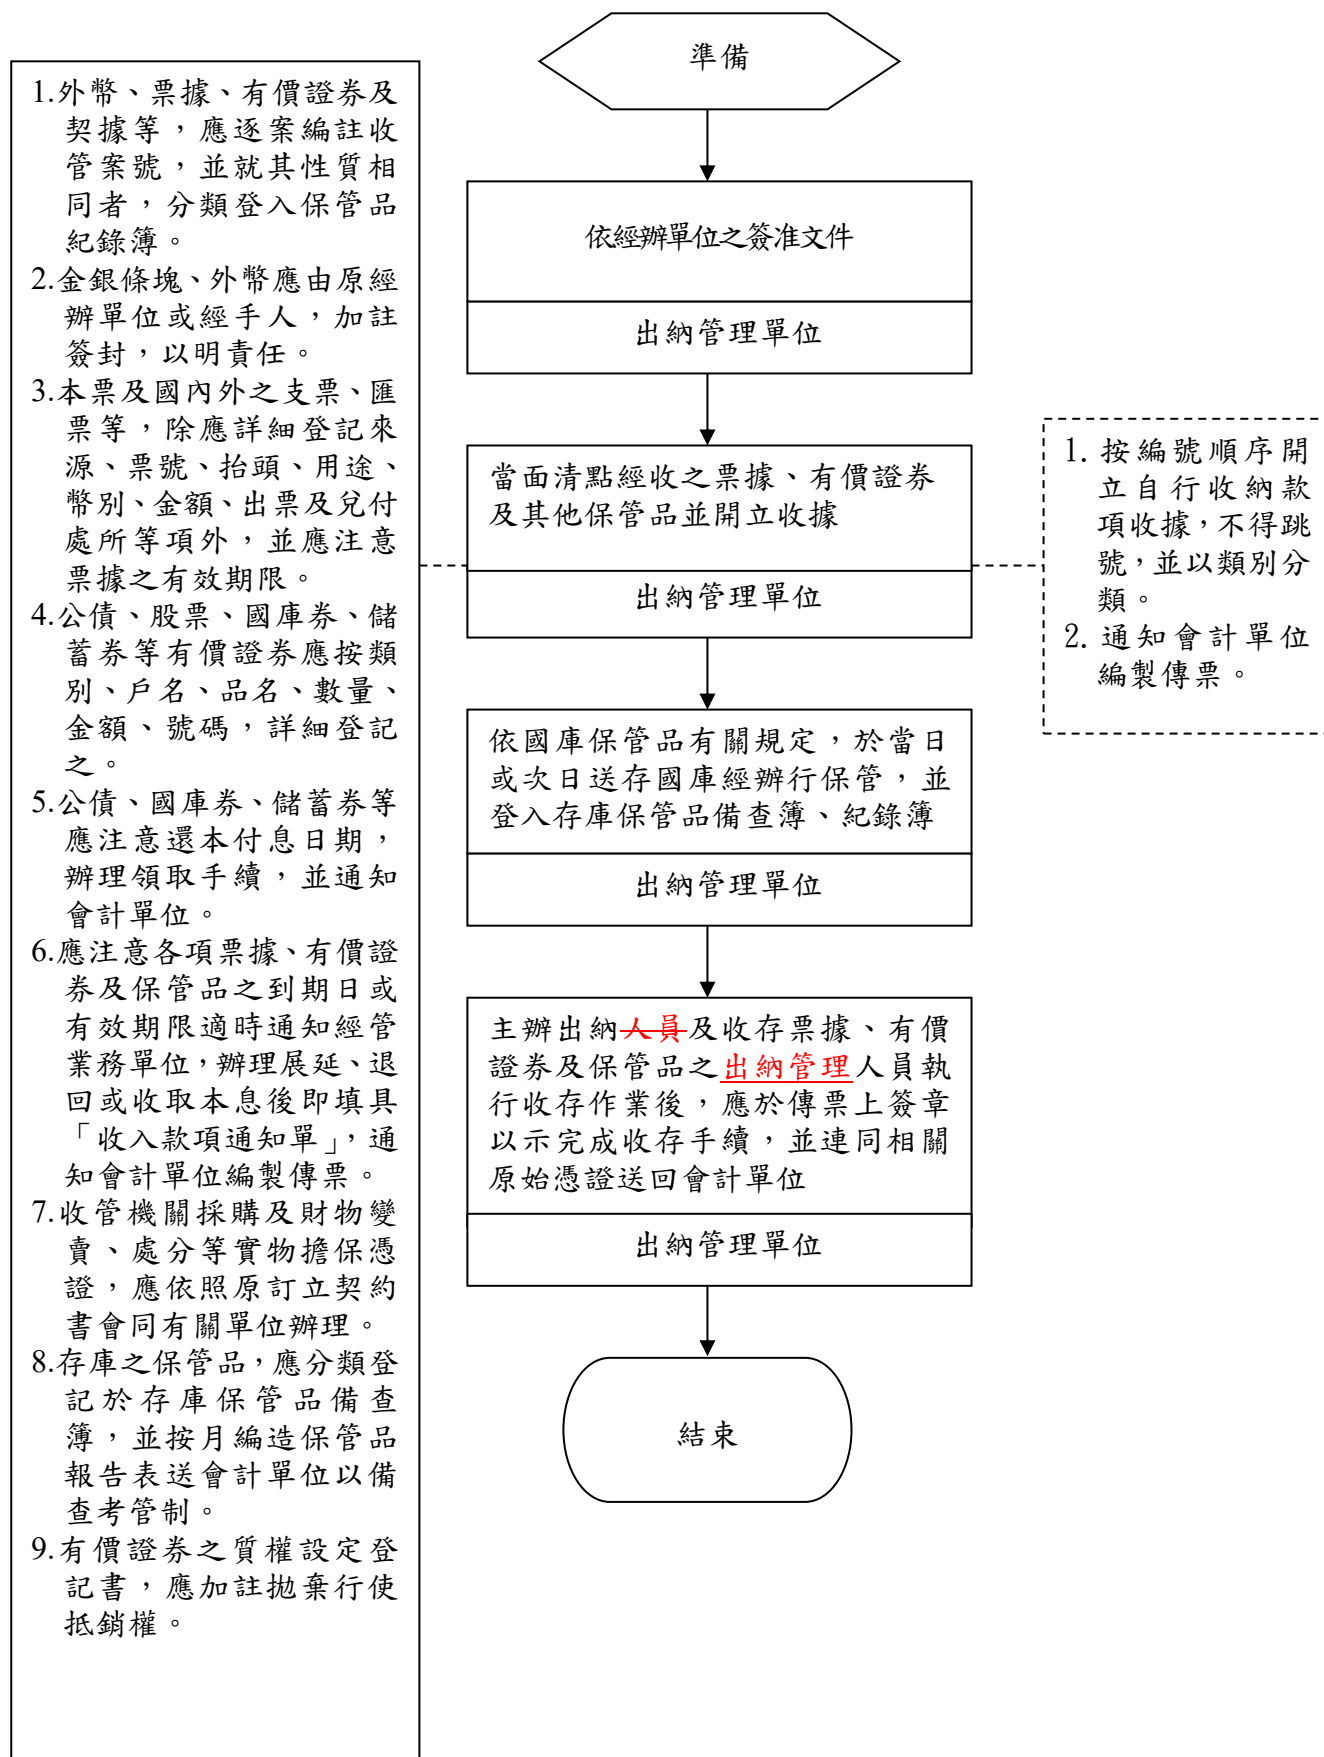 準備
1.外幣、票據、有價證券及
契據等，應逐案編註收
管案號，並就其性質相
同者，分類登入保管品
紀錄簿。
2.金銀條塊、外幣應由原經
辦單位或經手人，加註
簽封，以明責任。
3.本票及國內外之支票、匯
票等，除應詳細登記來
源、票號、抬頭、用途、
幣別、金額、出票及兌付
處所等項外，並應注意
票據之有效期限。
4.公債、股票、國庫券、儲
蓄券等有價證券應按類
別、戶名、品名、數量、
金額、號碼，詳細登記
之。
5.公債、國庫券、儲蓄券等
應注意還本付息日期，
辦理領取手續，並通知
會計單位。
6.應注意各項票據、有價證
券及保管品之到期日或
有效期限適時通知經管
業務單位，辦理展延、退
回或收取本息後即填具
「收入款項通知單」，通
知會計單位編製傳票。
7.收管機關採購及財物變
賣、處分等實物擔保憑
證，應依照原訂立契約
書會同有關單位辦理。
8.存庫之保管品，應分類登
記於存庫保管品備查
簿，並按月編造保管品
報告表送會計單位以備
查考管制。
9.有價證券之質權設定登
記書，應加註拋棄行使
抵銷權。
依經辦單位之簽准文件
出納管理單位
當面清點經收之票據、有價證券
及其他保管品並開立收據
出納管理單位
1. 按編號順序開
立自行收納款
項收據，不得跳
號，並以類別分
類。
2. 通知會計單位
編製傳票。
依國庫保管品有關規定，於當日
或次日送存國庫經辦行保管，並
登入存庫保管品備查簿、紀錄簿
出納管理單位
主辦出納人員及收存票據、有價
證券及保管品之出納管理人員執
行收存作業後，應於傳票上簽章
以示完成收存手續，並連同相關
原始憑證送回會計單位
出納管理單位
結束